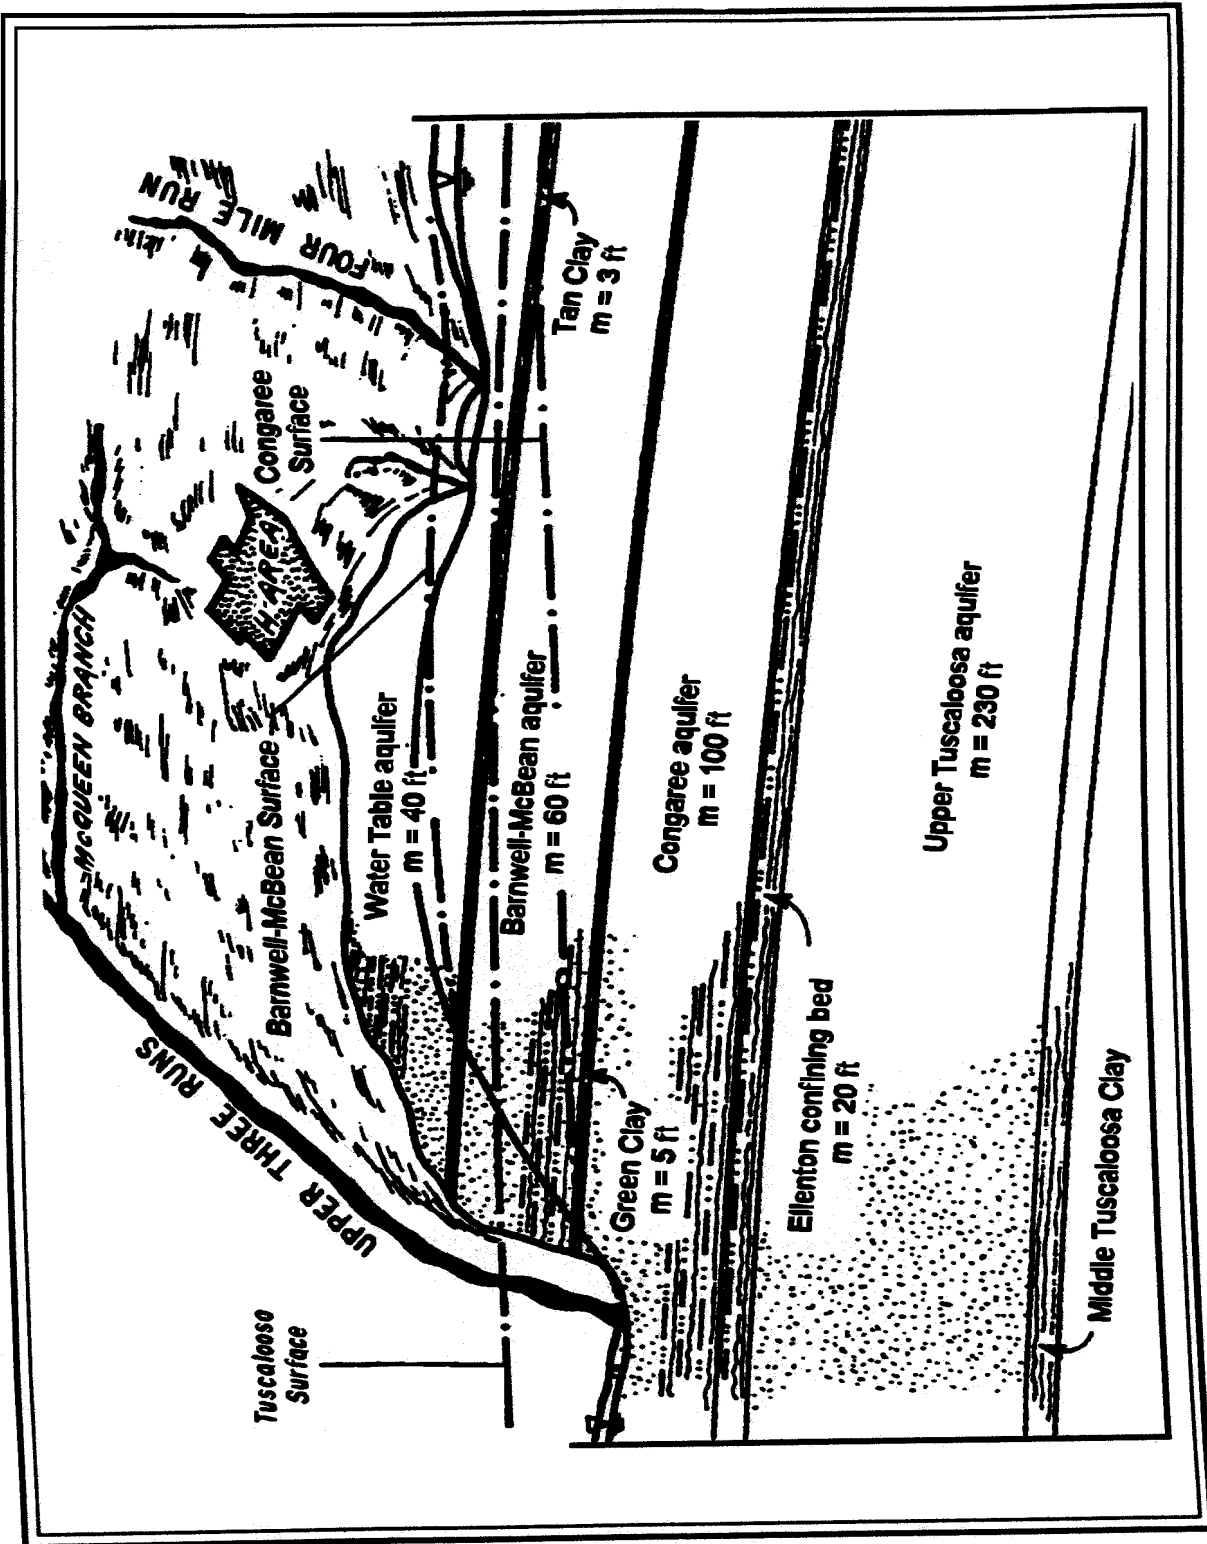 UPPER THREE RUNS
McQUEEN BRANCH
FOUR MILE RUN
H-AREA
Tuscalooso
Surface
Barnwell-McBean Surface
Congaree
Surface
Water Table aquifer
m = 40 ft
Tan Clay
m = 3 ft
Barnwell-McBean aquifer
m = 60 ft
Green Clay
m = 5 ft
Congaree aquifer
m = 100 ft
Ellenton confining bed
m = 20 ft
Upper Tuscaloosa aquifer
m = 230 ft
Middle Tuscaloosa Clay